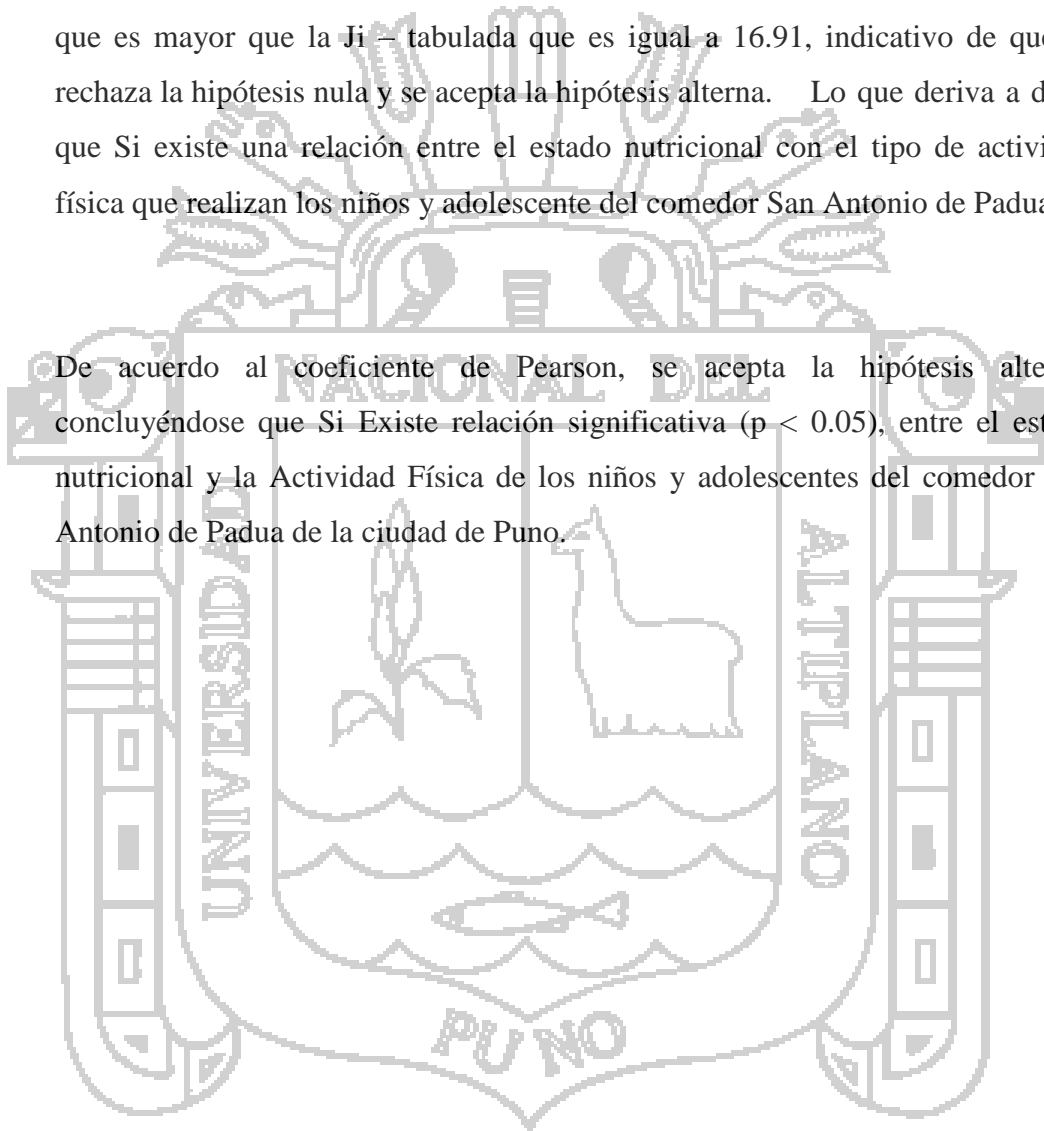 que es mayor que la Ji – tabulada que es igual a 16.91, indicativo de que
rechaza la hipótesis nula y se acepta la hipótesis alterna. Lo que deriva a d
que Si existe una relación entre el estado nutricional con el tipo de activi
física que realizan los niños y adolescente del comedor San Antonio de Padua
De acuerdo al coeficiente de Pearson, se acepta la hipótesis alte
concluyéndose que Si Existe relación significativa (p < 0.05), entre el est
nutricional y la Actividad Física de los niños y adolescentes del comedor
Antonio de Padua de la ciudad de Puno.
NACIONAL DEL
UNIVERSIDAD
ALTIPLANO
PUNO